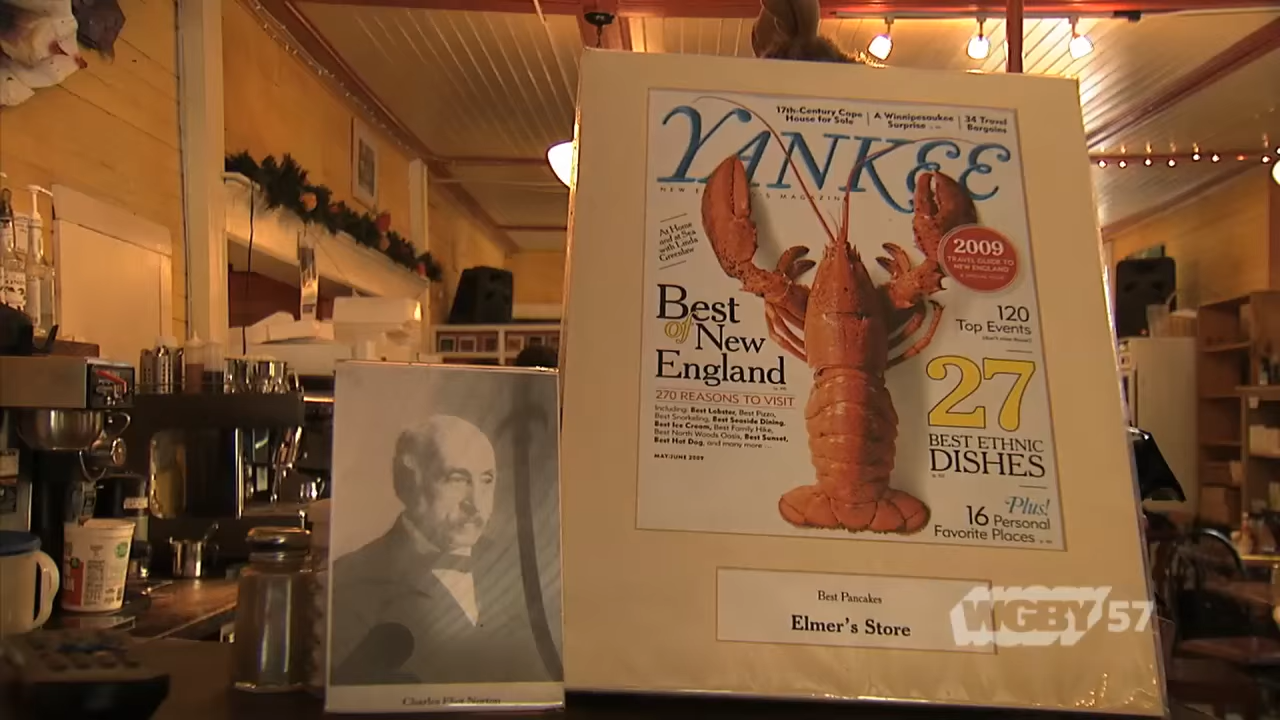 17th-Century Cape
House for Sale
A Winnipesaukee
Surprise
34 Travel
Bargains
YANKEE
MAGAZINE
At Home
and at Sea
with Linda
Greenlaw
2009
TRAVEL GUIDE TO
NEW ENGLAND
Best
of New
England
270 REASONS TO VISIT
Including: Best Lobster, Best Pizza,
Best Snorkeling, Best Seaside Dining,
Best Ice Cream, Best Family Hike,
Best North Woods Oasis, Best Sunset,
Best Hot Dog, and many more
MAY/JUNE 2009
120
Top Events
27
BEST ETHNIC
DISHES
Plus!
16 Personal
Favorite Places
Best Pancakes
Elmer's Store
Charles Eliot Norton
WGBY 57